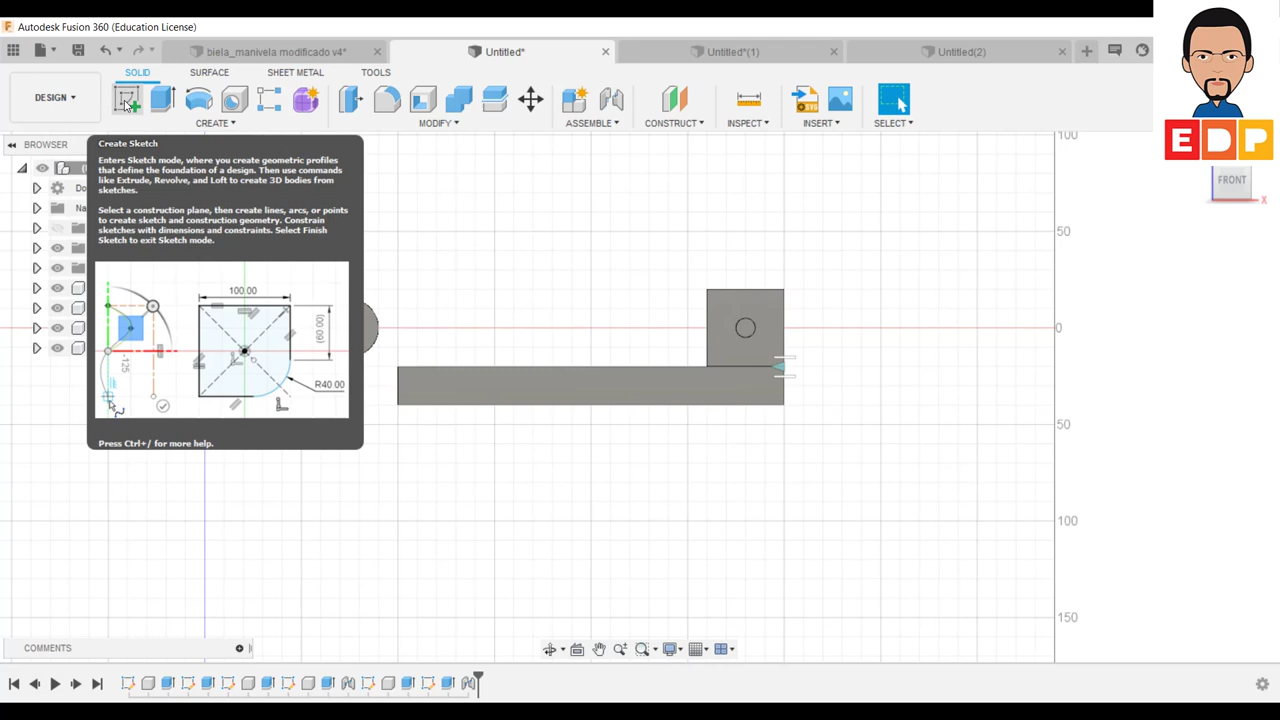 Autodesk Fusion 360 (Education License)
biela_manivela modificado v4*
Untitled*
Untitled*(1)
Untitled(2)
SOLID
SURFACE
SHEET METAL
TOOLS
DESIGN
CREATE
MODIFY
ASSEMBLE
CONSTRUCT
INSPECT
INSERT
SELECT
BROWSER
Do
Na
Create Sketch
Enters Sketch mode, where you create geometric profiles
that define the foundation of a design. Then use commands
like Extrude, Revolve, and Loft to create 3D bodies from
sketches.
Select a construction plane, then create lines, arcs, or points
to create sketch and construction geometry. Constrain
sketches with dimensions and constraints. Select Finish
Sketch to exit Sketch mode.
100.00
(90.00)
R40.00
-125
Press Ctrl+/ for more help.
100
50
0
50
100
150
EDP
FRONT
X
COMMENTS